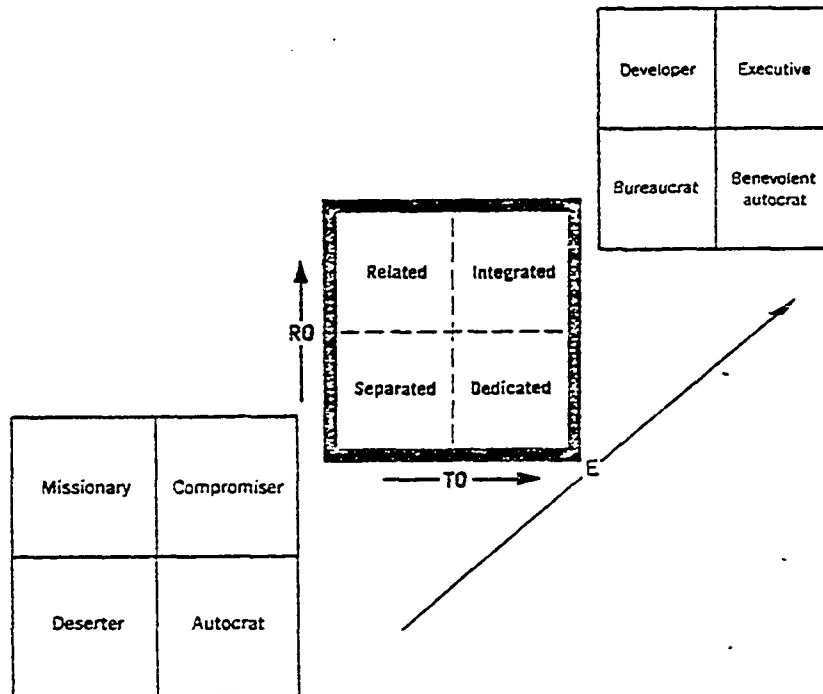 Developer Executive
Bureaucrat Benevolent
autocrat
Related Integrated
RO
Separated Dedicated
TO
E
Missionary Compromiser
Deserter Autocrat